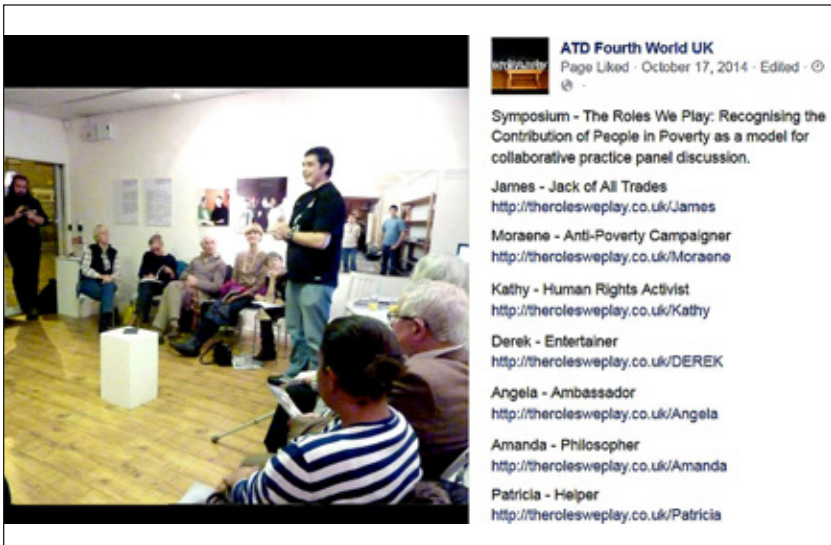 ATD Fourth World UK
Page Liked · October 17, 2014 · Edited ·
Symposium - The Roles We Play: Recognising the
Contribution of People in Poverty as a model for
collaborative practice panel discussion.
James - Jack of All Trades
http://therolesweplay.co.uk/James
Moraene - Anti-Poverty Campaigner
http://therolesweplay.co.uk/Moraene
Kathy - Human Rights Activist
http://therolesweplay.co.uk/Kathy
Derek - Entertainer
http://therolesweplay.co.uk/DEREK
Angela - Ambassador
http://therolesweplay.co.uk/Angela
Amanda - Philosopher
http://therolesweplay.co.uk/Amanda
Patricia - Helper
http://therolesweplay.co.uk/Patricia